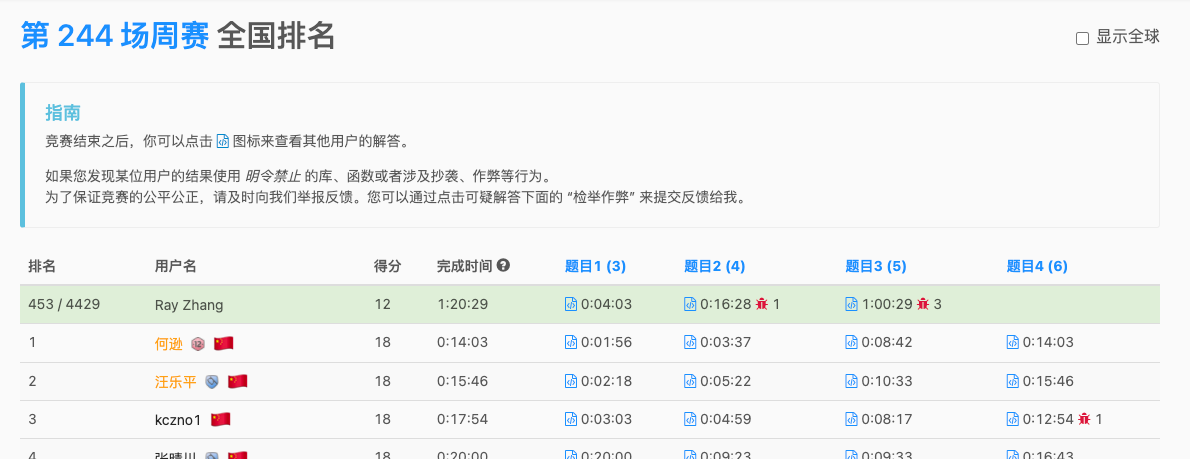 第 244 场周赛 全国排名
显示全球
指南
竞赛结束之后，你可以点击 图标来查看其他用户的解答。
如果您发现某位用户的结果使用 明令禁止 的库、函数或者涉及抄袭、作弊等行为。
为了保证竞赛的公平公正，请及时向我们举报反馈。您可以通过点击可疑解答下面的 “检举作弊” 来提交反馈给我。
排名 用户名 得分 完成时间 题目1 (3) 题目2 (4) 题目3 (5) 题目4 (6)
453 / 4429 Ray Zhang 12 1:20:29 0:04:03 0:16:28 1 1:00:29 3
1 何逊 12 18 0:14:03 0:01:56 0:03:37 0:08:42 0:14:03
2 汪乐平 18 0:15:46 0:02:18 0:05:22 0:10:33 0:15:46
3 kczno1 18 0:17:54 0:03:03 0:04:59 0:08:17 0:12:54 1
4 18 0:20:00 0:20:00 0:09:23 0:09:33 0:16:43